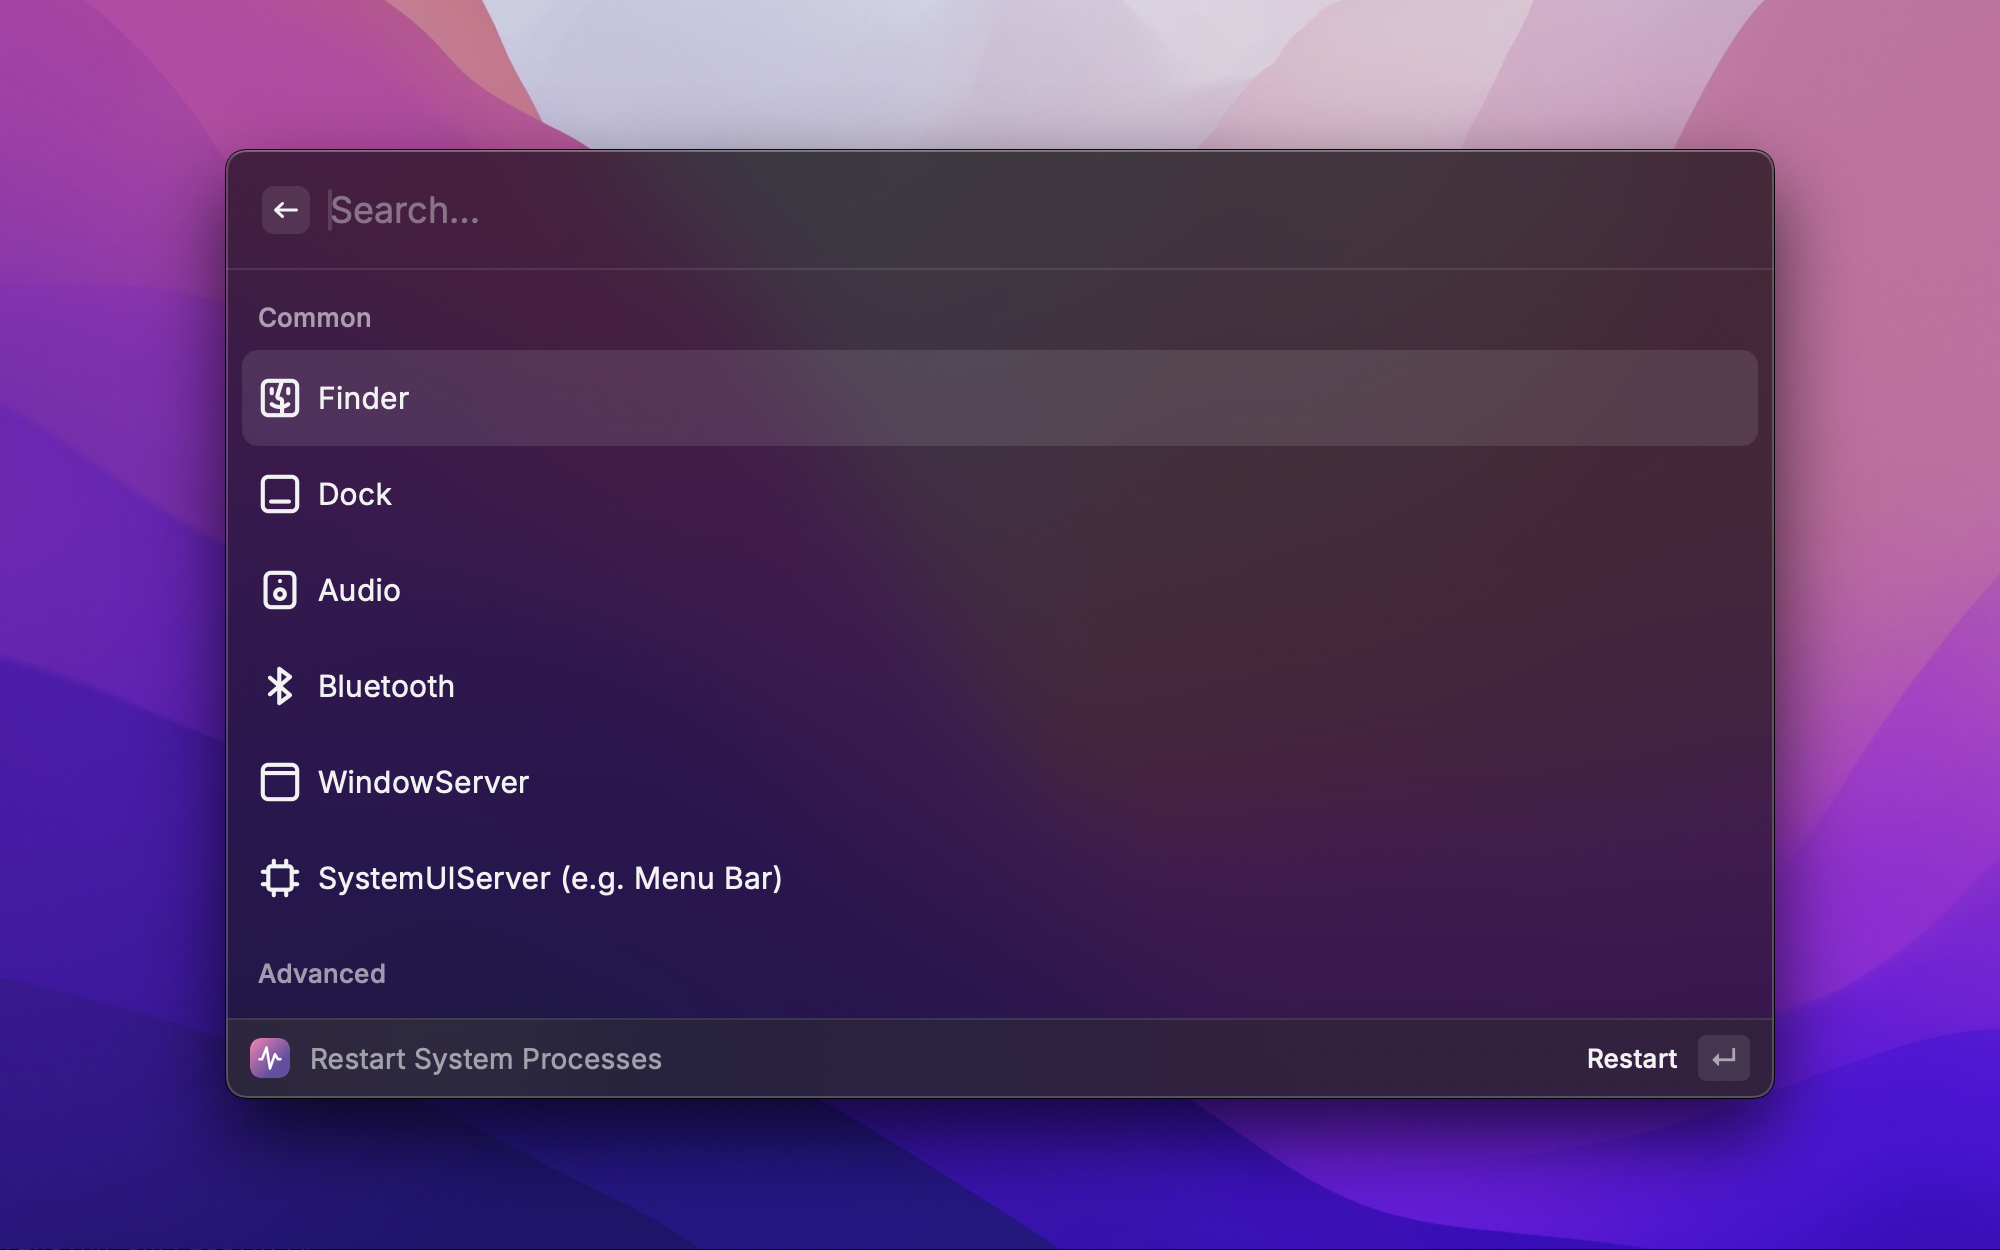 Search...
Common
Finder
Dock
Audio
Bluetooth
WindowServer
SystemUIServer (e.g. Menu Bar)
Advanced
Restart System Processes
Restart